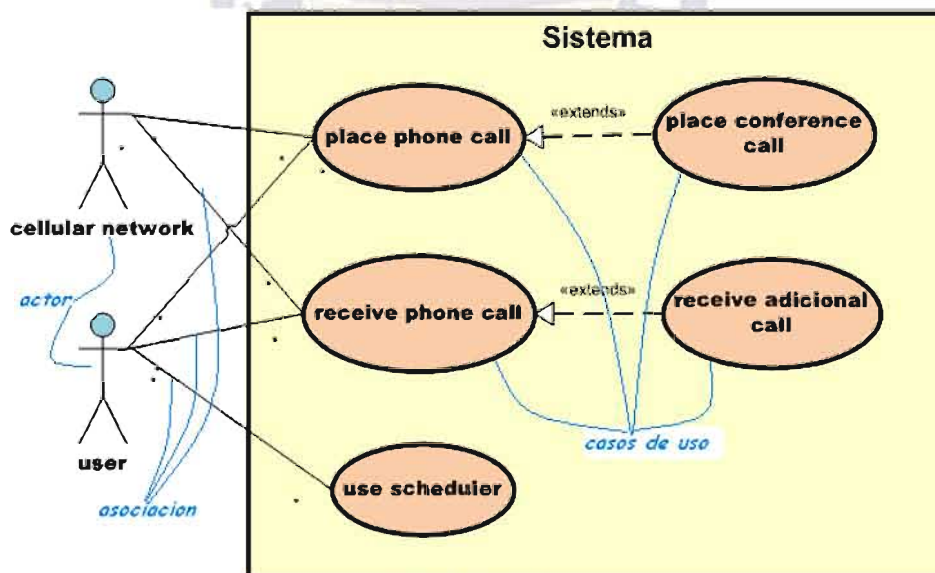 Sistema
place phone call
«extends»
place conference
call
cellular network
actor
receive phone call
«extends»
receive adicional
call
user
asociacion
casos de uso
use scheduler